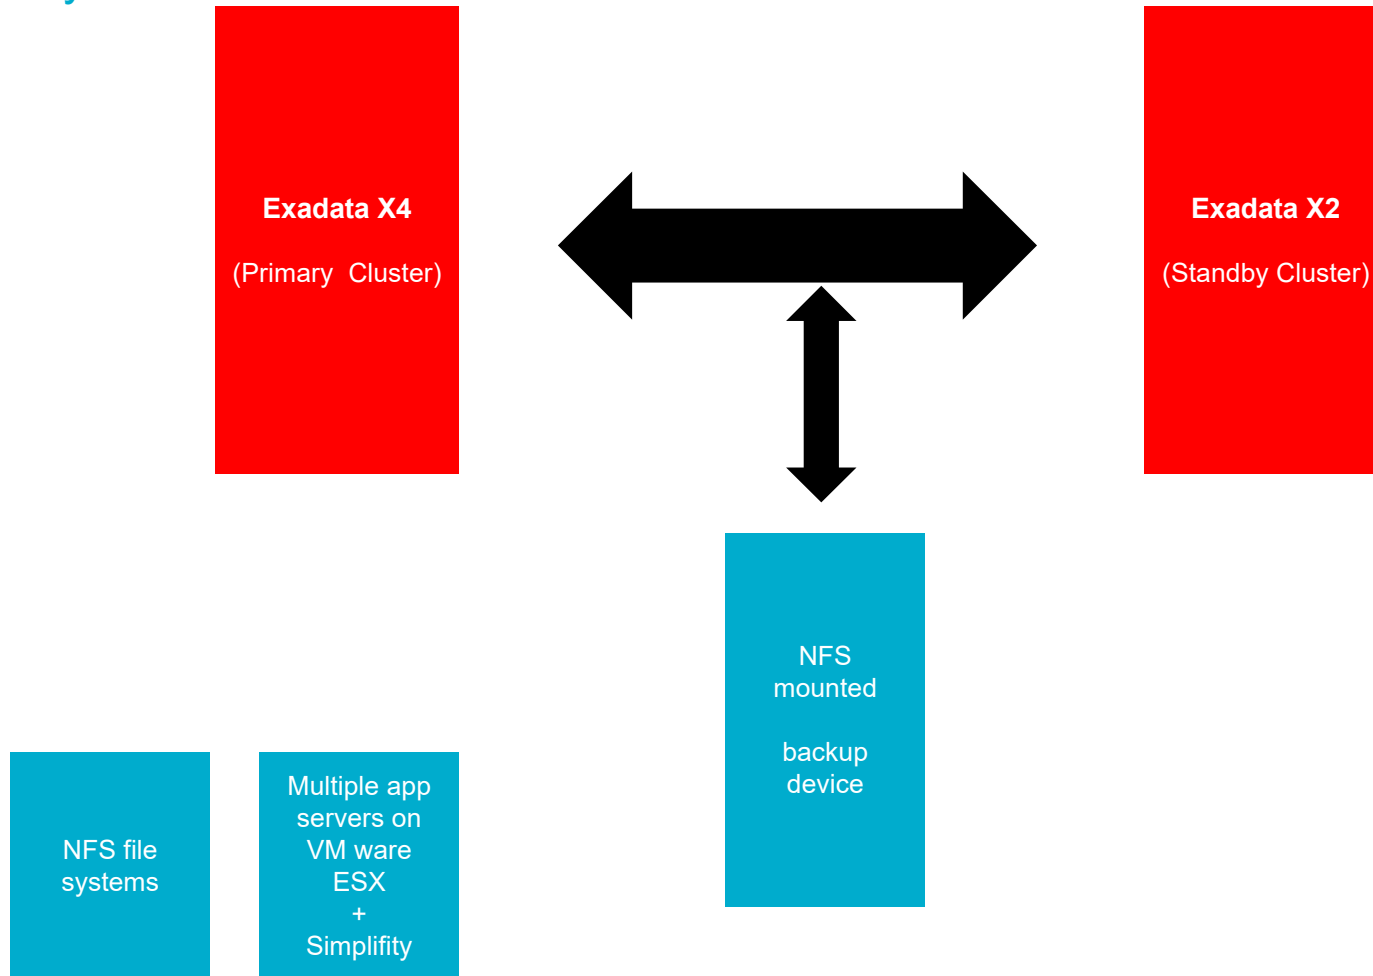 Exadata X4
(Primary  Cluster)
Exadata X2
(Standby Cluster)
NFS
mounted
backup
device
NFS file
systems
Multiple app
servers on
VM ware
ESX
+
Simplifity